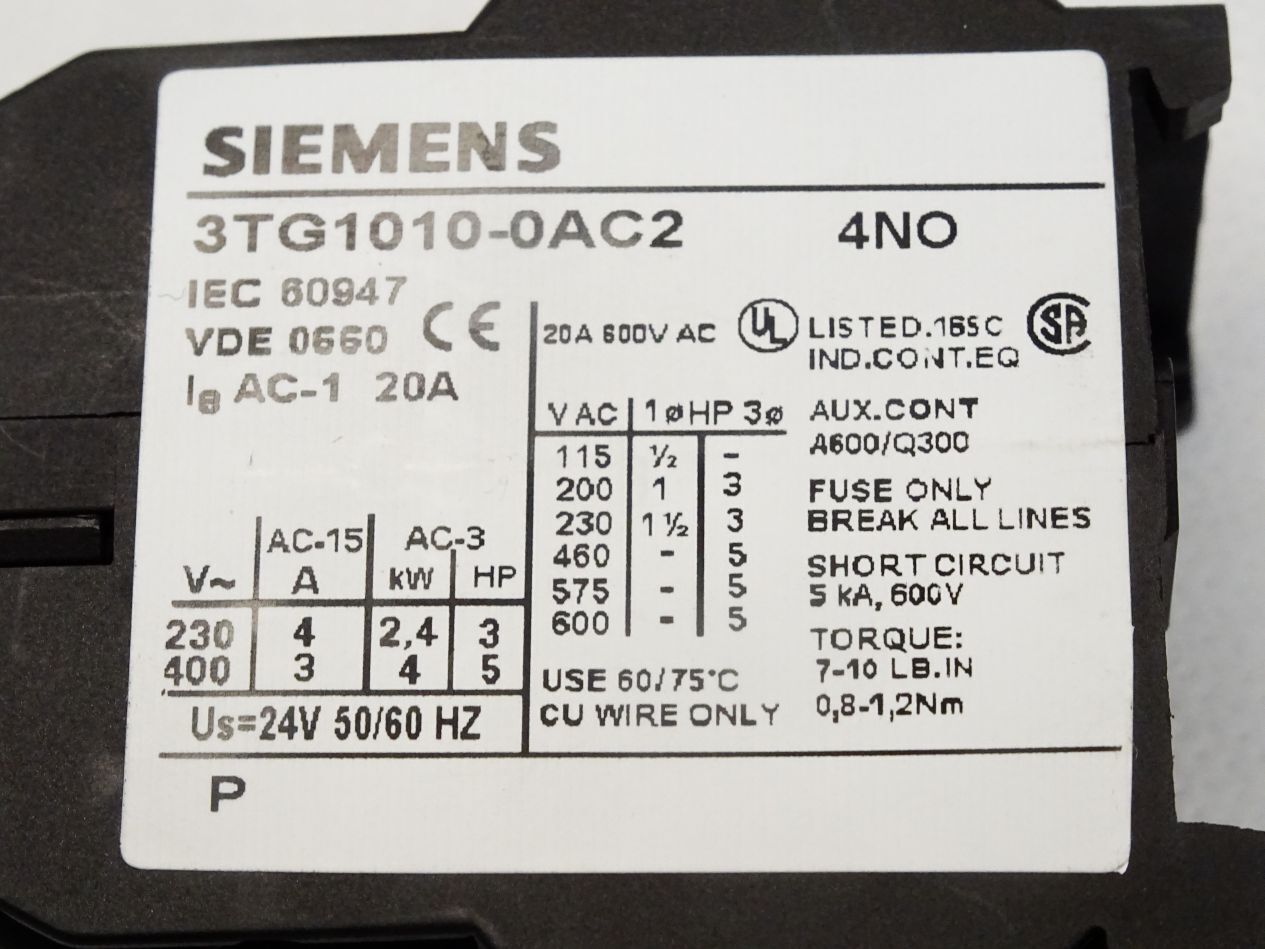 SIEMENS
3TG1010-0AC2 4NO
IEC 60947
VDE 0660 CE
Ie AC-1 20A
20A 600V AC UL LISTED.165C SA
IND.CONT.EQ
V AC 1ø HP 3ø
115 ½ -
200 1 3
230 1 ½ 3
460 - 5
575 - 5
600 - 5
USE 60/75°C
CU WIRE ONLY
AUX.CONT
A600/Q300
FUSE ONLY
BREAK ALL LINES
SHORT CIRCUIT
5 kA, 600V
TORQUE:
7-10 LB.IN
0,8-1,2Nm
AC-15 AC-3
V~ A kW HP
230 4 2,4 3
400 3 4 5
Us=24V 50/60 HZ
P